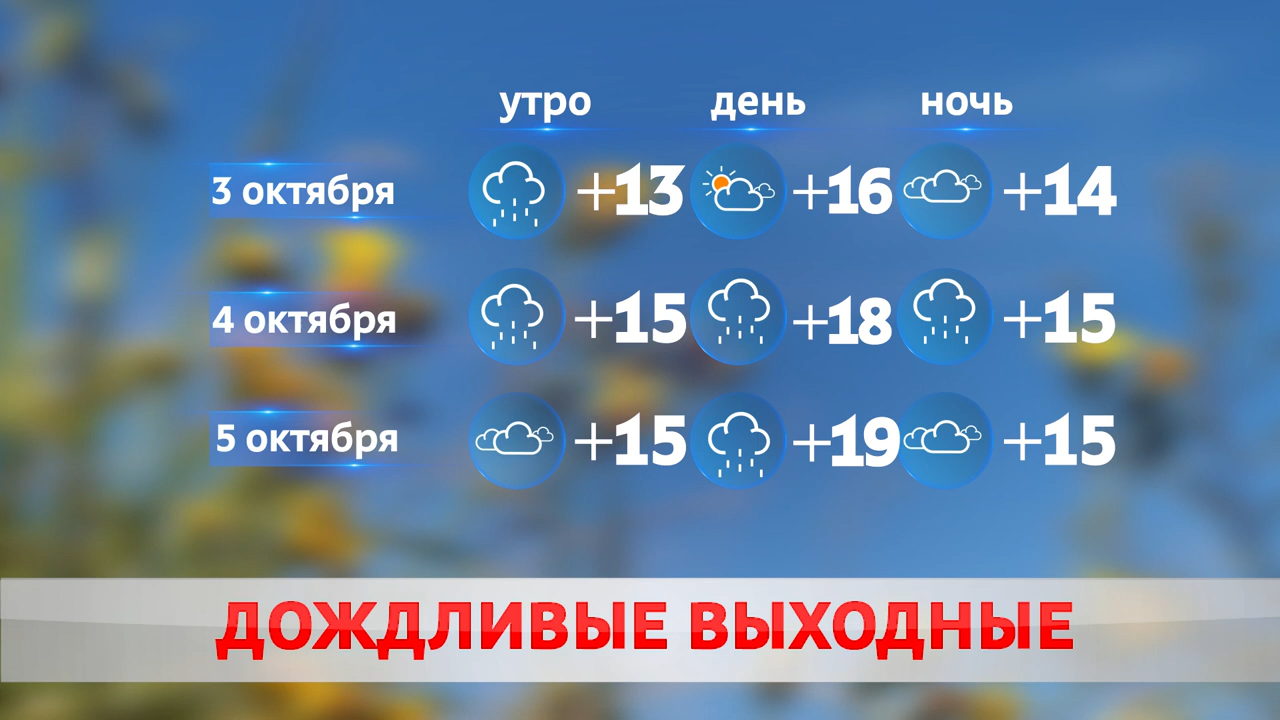 утро день ночь
3 октября +13 +16 +14
4 октября +15 +18 +15
5 октября +15 +19 +15
ДОЖДЛИВЫЕ ВЫХОДНЫЕ